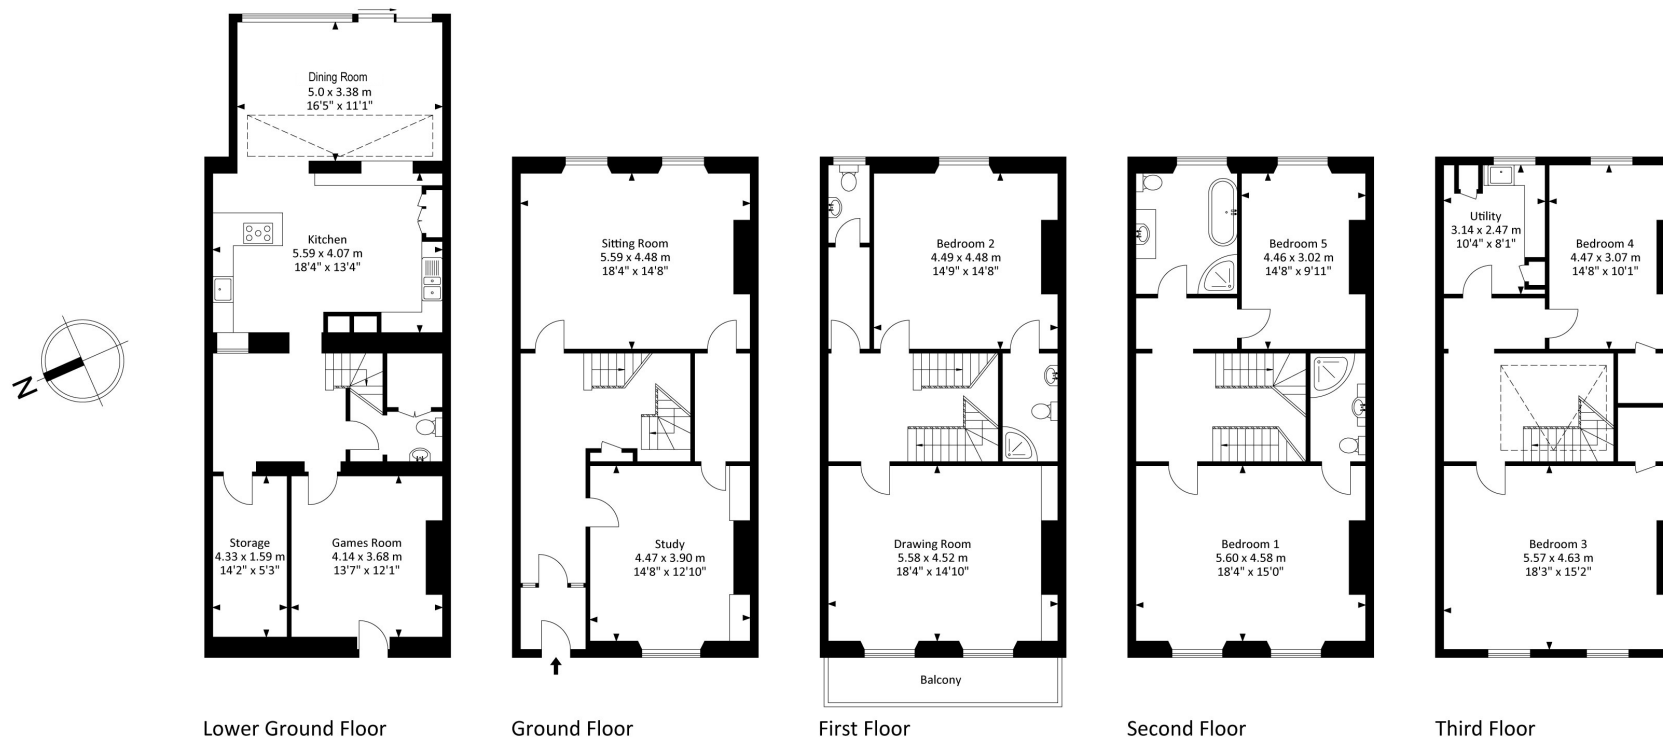 Dining Room
5.0 x 3.38 m
16'5" x 11'1"
Kitchen
5.59 x 4.07 m
18'4" x 13'4"
Storage
4.33 x 1.59 m
14'2" x 5'3"
Games Room
4.14 x 3.68 m
13'7" x 12'1"
Lower Ground Floor
Sitting Room
5.59 x 4.48 m
18'4" x 14'8"
Study
4.47 x 3.90 m
14'8" x 12'10"
Ground Floor
Bedroom 2
4.49 x 4.48 m
14'9" x 14'8"
Drawing Room
5.58 x 4.52 m
18'4" x 14'10"
Balcony
First Floor
Bedroom 5
4.46 x 3.02 m
14'8" x 9'11"
Bedroom 1
5.60 x 4.58 m
18'4" x 15'0"
Second Floor
Utility
3.14 x 2.47 m
10'4" x 8'1"
Bedroom 4
4.47 x 3.07 m
14'8" x 10'1"
Bedroom 3
5.57 x 4.63 m
18'3" x 15'2"
Third Floor
N